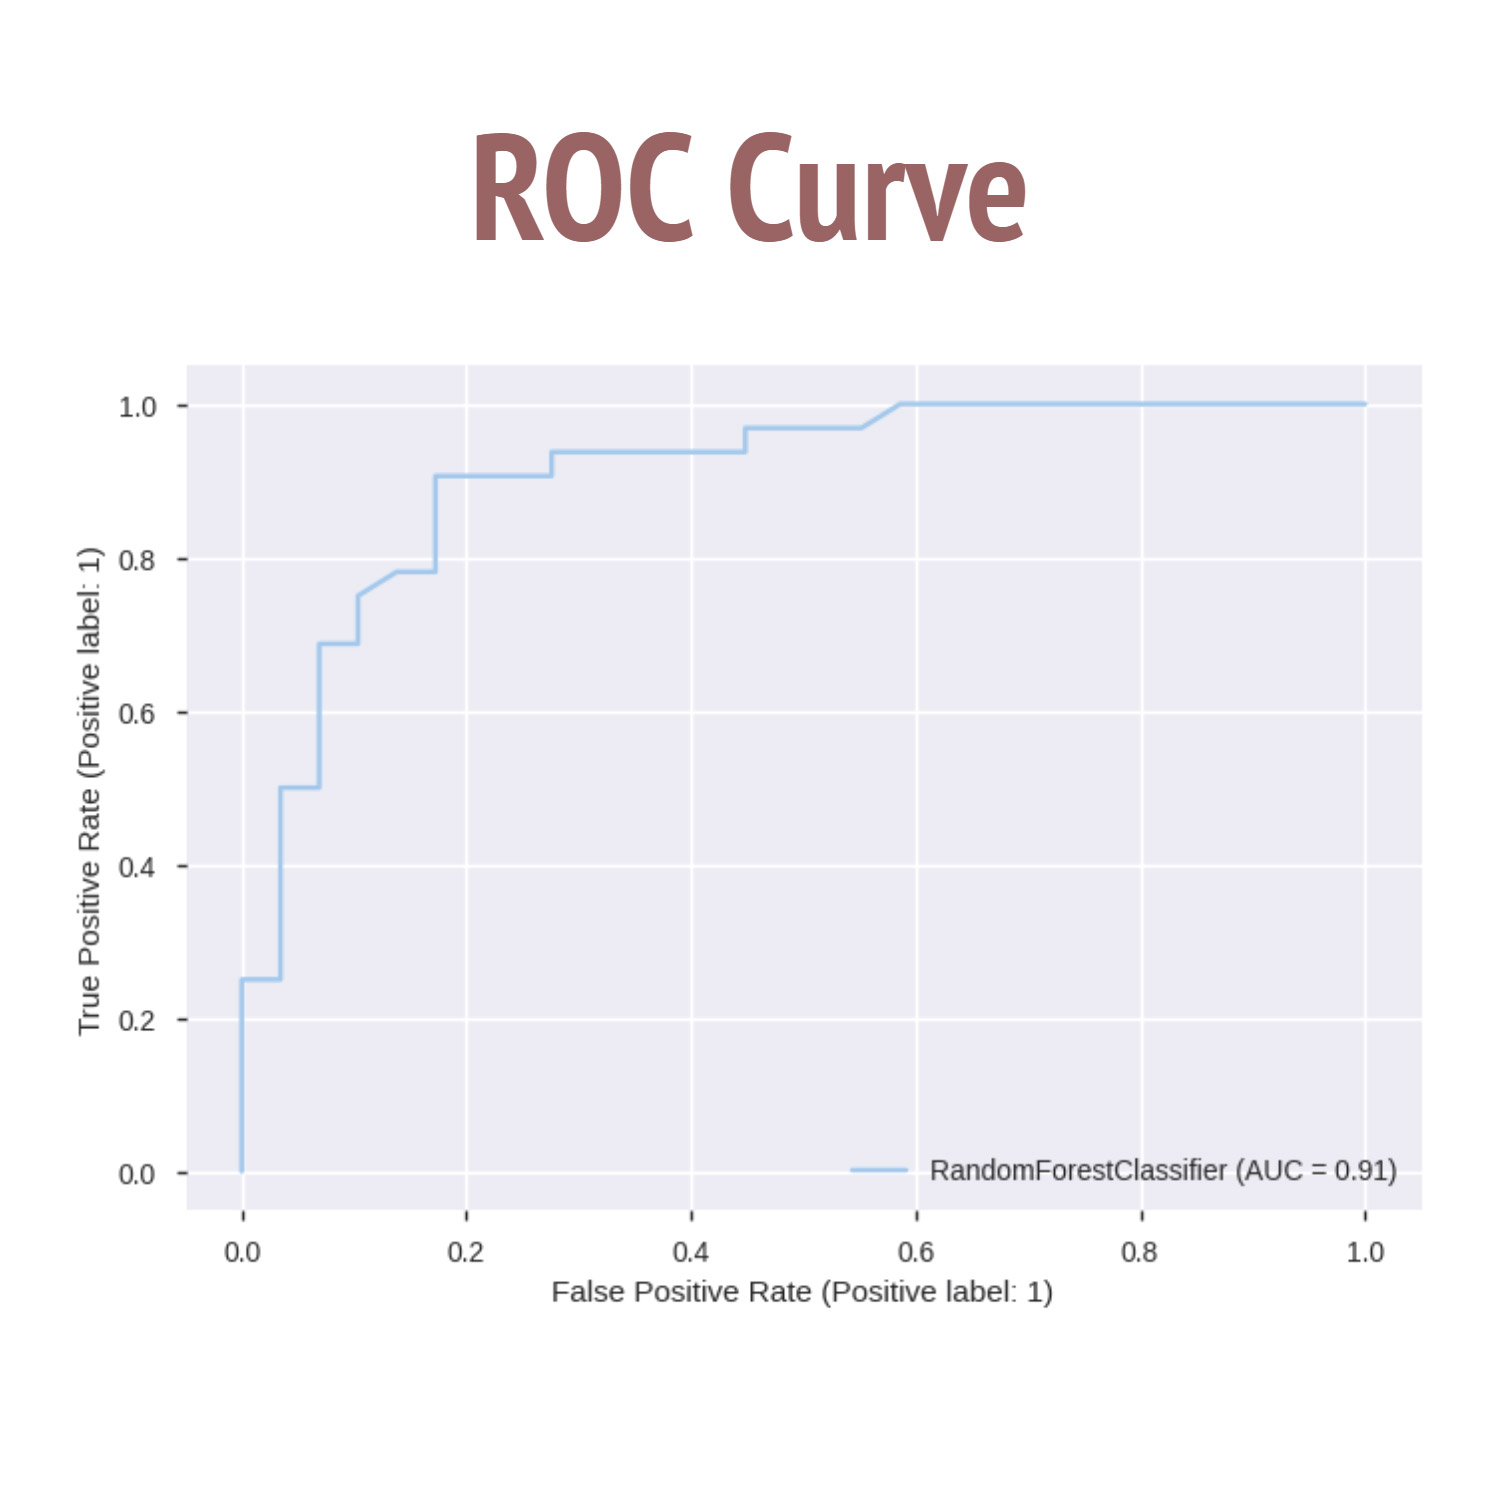 ROC Curve
1.0
0.8
0.6
0.4
0.2
0.0
True Positive Rate (Positive label: 1)
RandomForestClassifier (AUC = 0.91)
0.0 0.2 0.4 0.6 0.8 1.0
False Positive Rate (Positive label: 1)